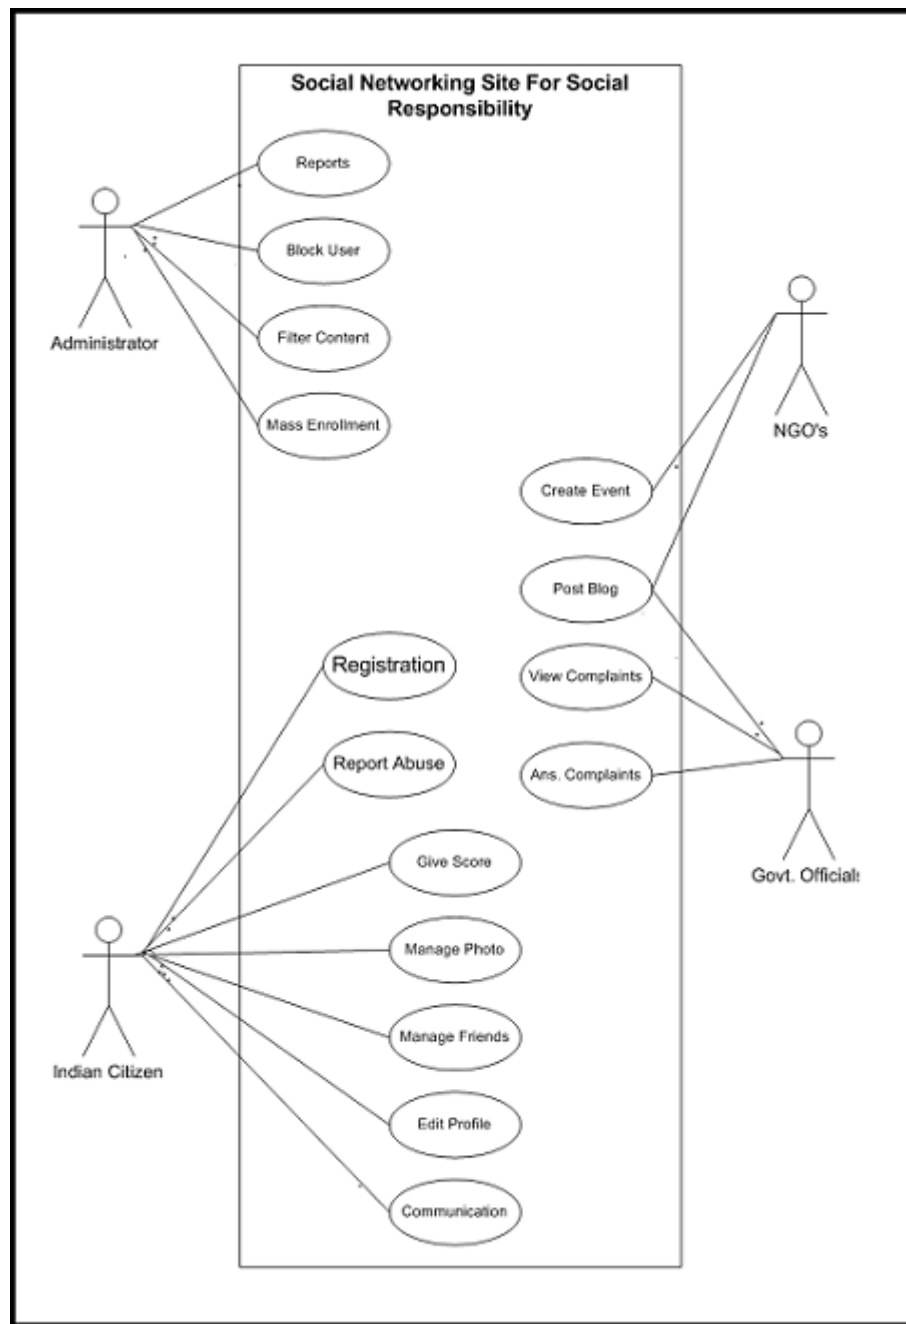 Social Networking Site For Social
Responsibility
Reports
Block User
Administrator
Filter Content
Mass Enrollment
NGO's
Create Event
Post Blog
Registration
View Complaints
Report Abuse
Ans. Complaints
Give Score
Govt. Officials
Manage Photo
Manage Friends
Indian Citizen
Edit Profile
Communication